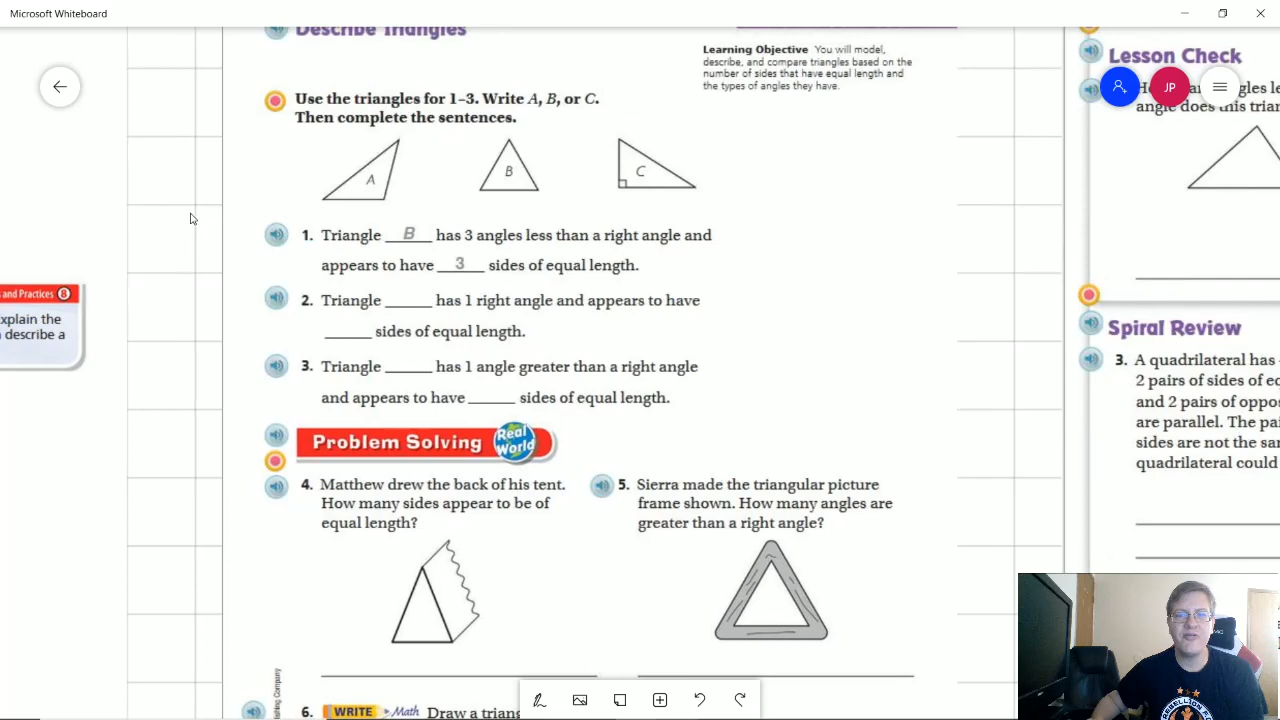 Microsoft Whiteboard
Describe Triangles
Learning Objective You will model,
describe, and compare triangles based on the
number of sides that have equal length and
the types of angles they have.
Use the triangles for 1–3. Write A, B, or C.
Then complete the sentences.
A
B
C
1. Triangle B has 3 angles less than a right angle and
appears to have 3 sides of equal length.
2. Triangle ______ has 1 right angle and appears to have
______ sides of equal length.
3. Triangle ______ has 1 angle greater than a right angle
and appears to have ______ sides of equal length.
Problem Solving Real World
4. Matthew drew the back of his tent.
How many sides appear to be of
equal length?
5. Sierra made the triangular picture
frame shown. How many angles are
greater than a right angle?
6. WRITE Math Draw a triang
shing Company
s and Practices 8
xplain the
describe a
JP
Lesson Check
gles le
angle does this trian
Spiral Review
3. A quadrilateral has
2 pairs of sides of eq
and 2 pairs of oppos
are parallel. The pai
sides are not the sa
quadrilateral could